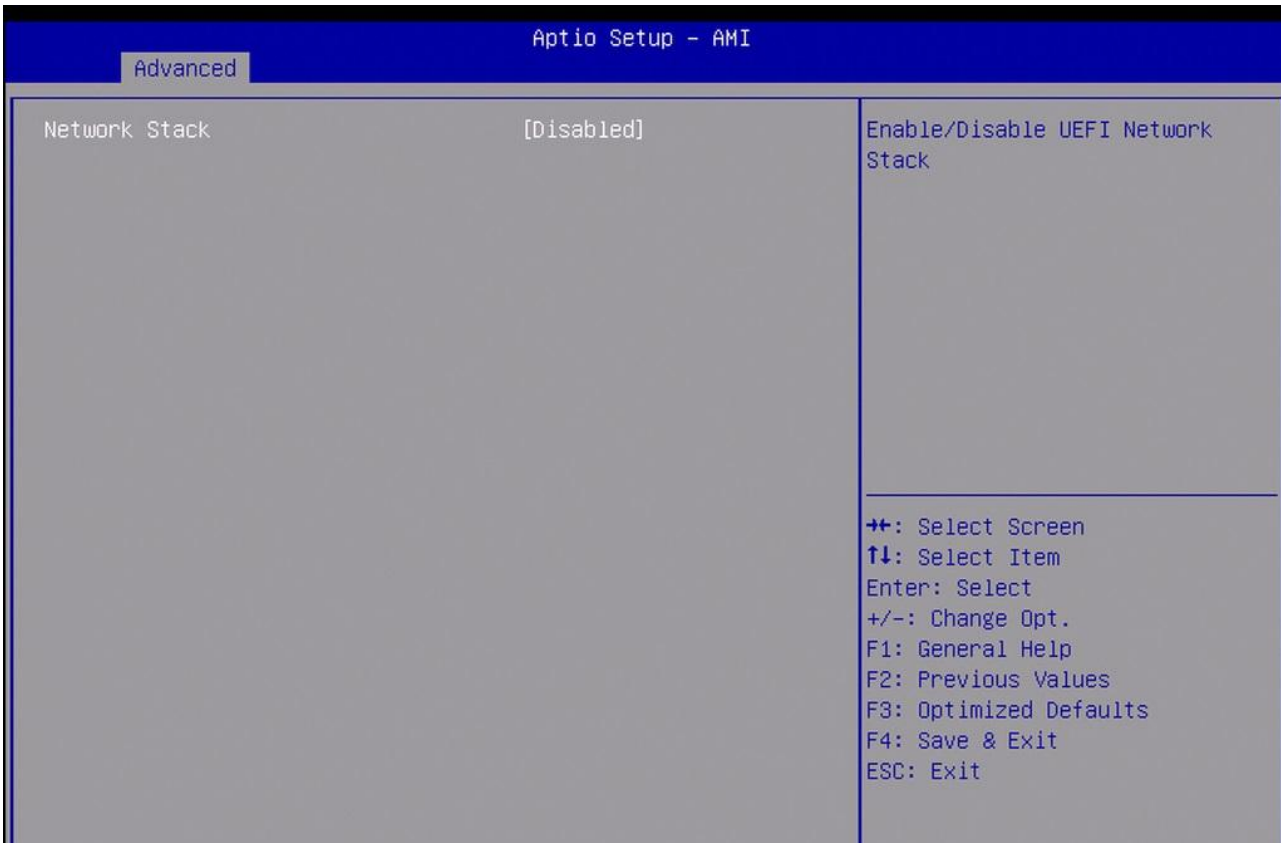 Aptio Setup – AMI
Advanced
Network Stack [Disabled]
Enable/Disable UEFI Network
Stack
→←: Select Screen
↑↓: Select Item
Enter: Select
+/-: Change Opt.
F1: General Help
F2: Previous Values
F3: Optimized Defaults
F4: Save & Exit
ESC: Exit